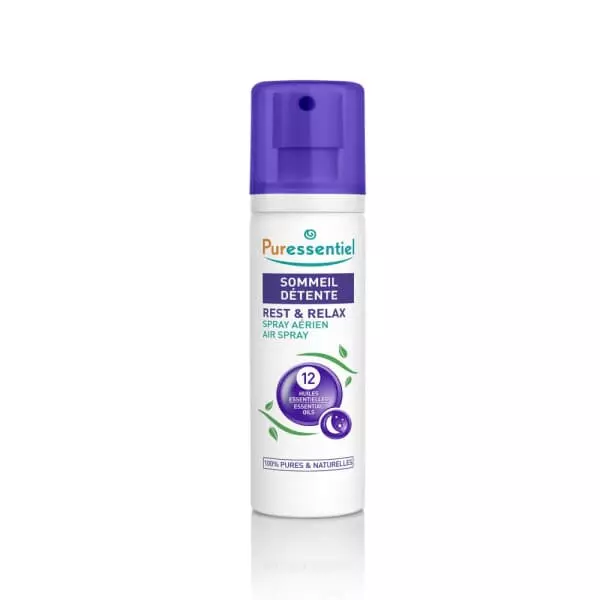 Puressentiel
SOMMEIL
DÉTENTE
REST & RELAX
SPRAY AÉRIEN
AIR SPRAY
12
HUILES
ESSENTIELLES
ESSENTIAL
OILS
100% PURES & NATURELLES